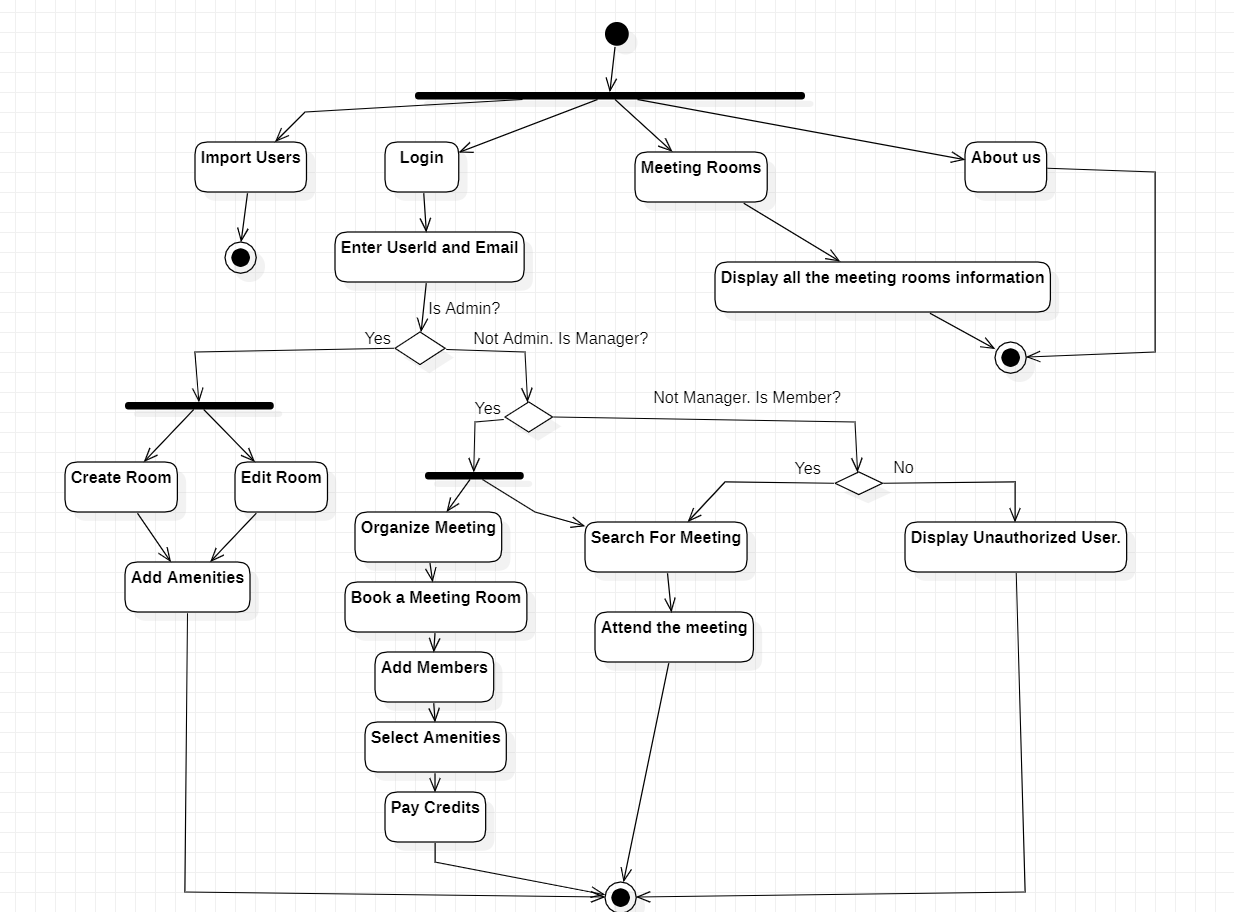 Import Users
Login
Meeting Rooms
About us
Enter UserId and Email
Display all the meeting rooms information
Is Admin?
Yes
Not Admin. Is Manager?
Yes
Not Manager. Is Member?
Create Room
Edit Room
Yes
No
Organize Meeting
Search For Meeting
Display Unauthorized User.
Add Amenities
Book a Meeting Room
Attend the meeting
Add Members
Select Amenities
Pay Credits